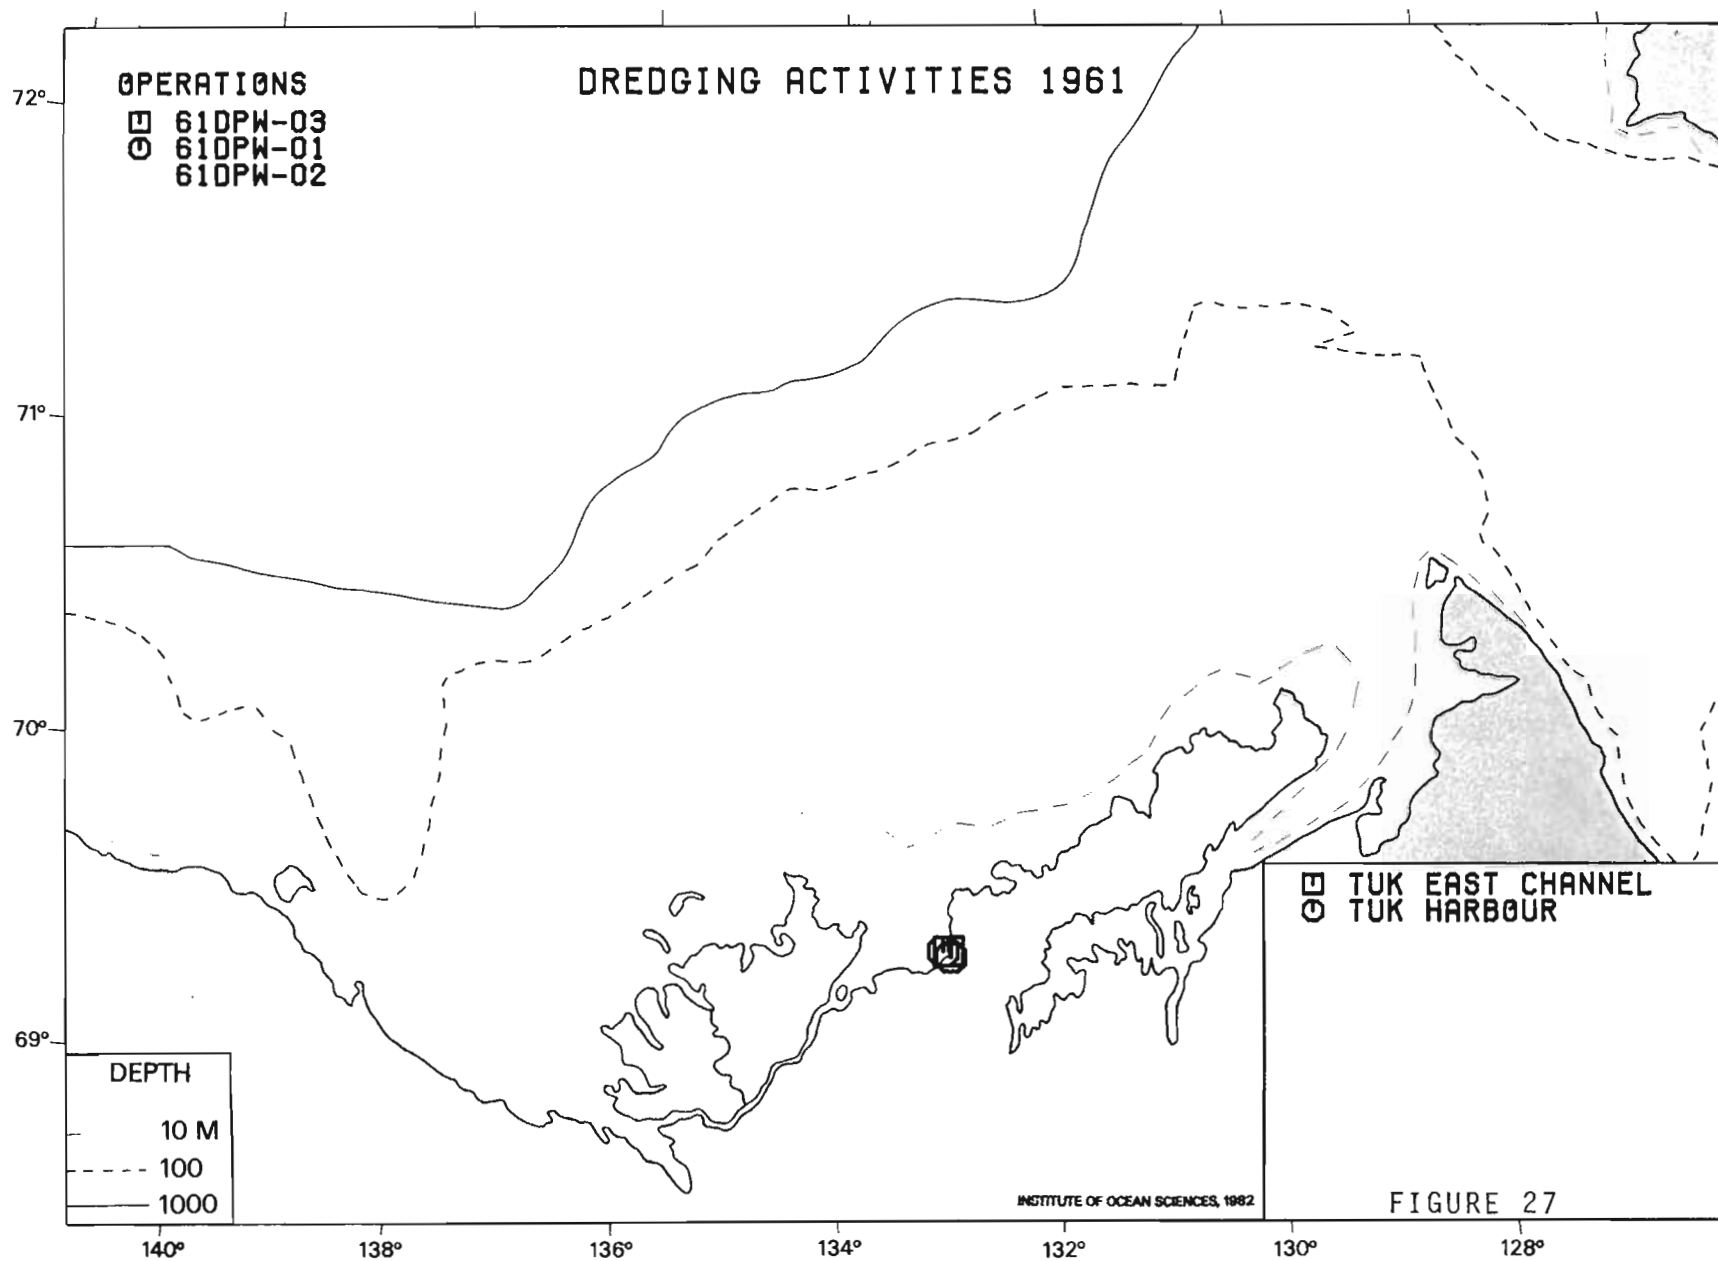 DREDGING ACTIVITIES 1961
OPERATIONS
61DPW-03
61DPW-01
61DPW-02
72°
71°
70°
69°
TUK EAST CHANNEL
TUK HARBOUR
DEPTH
10 M
100
1000
INSTITUTE OF OCEAN SCIENCES, 1982
FIGURE 27
140° 138° 136° 134° 132° 130° 128°